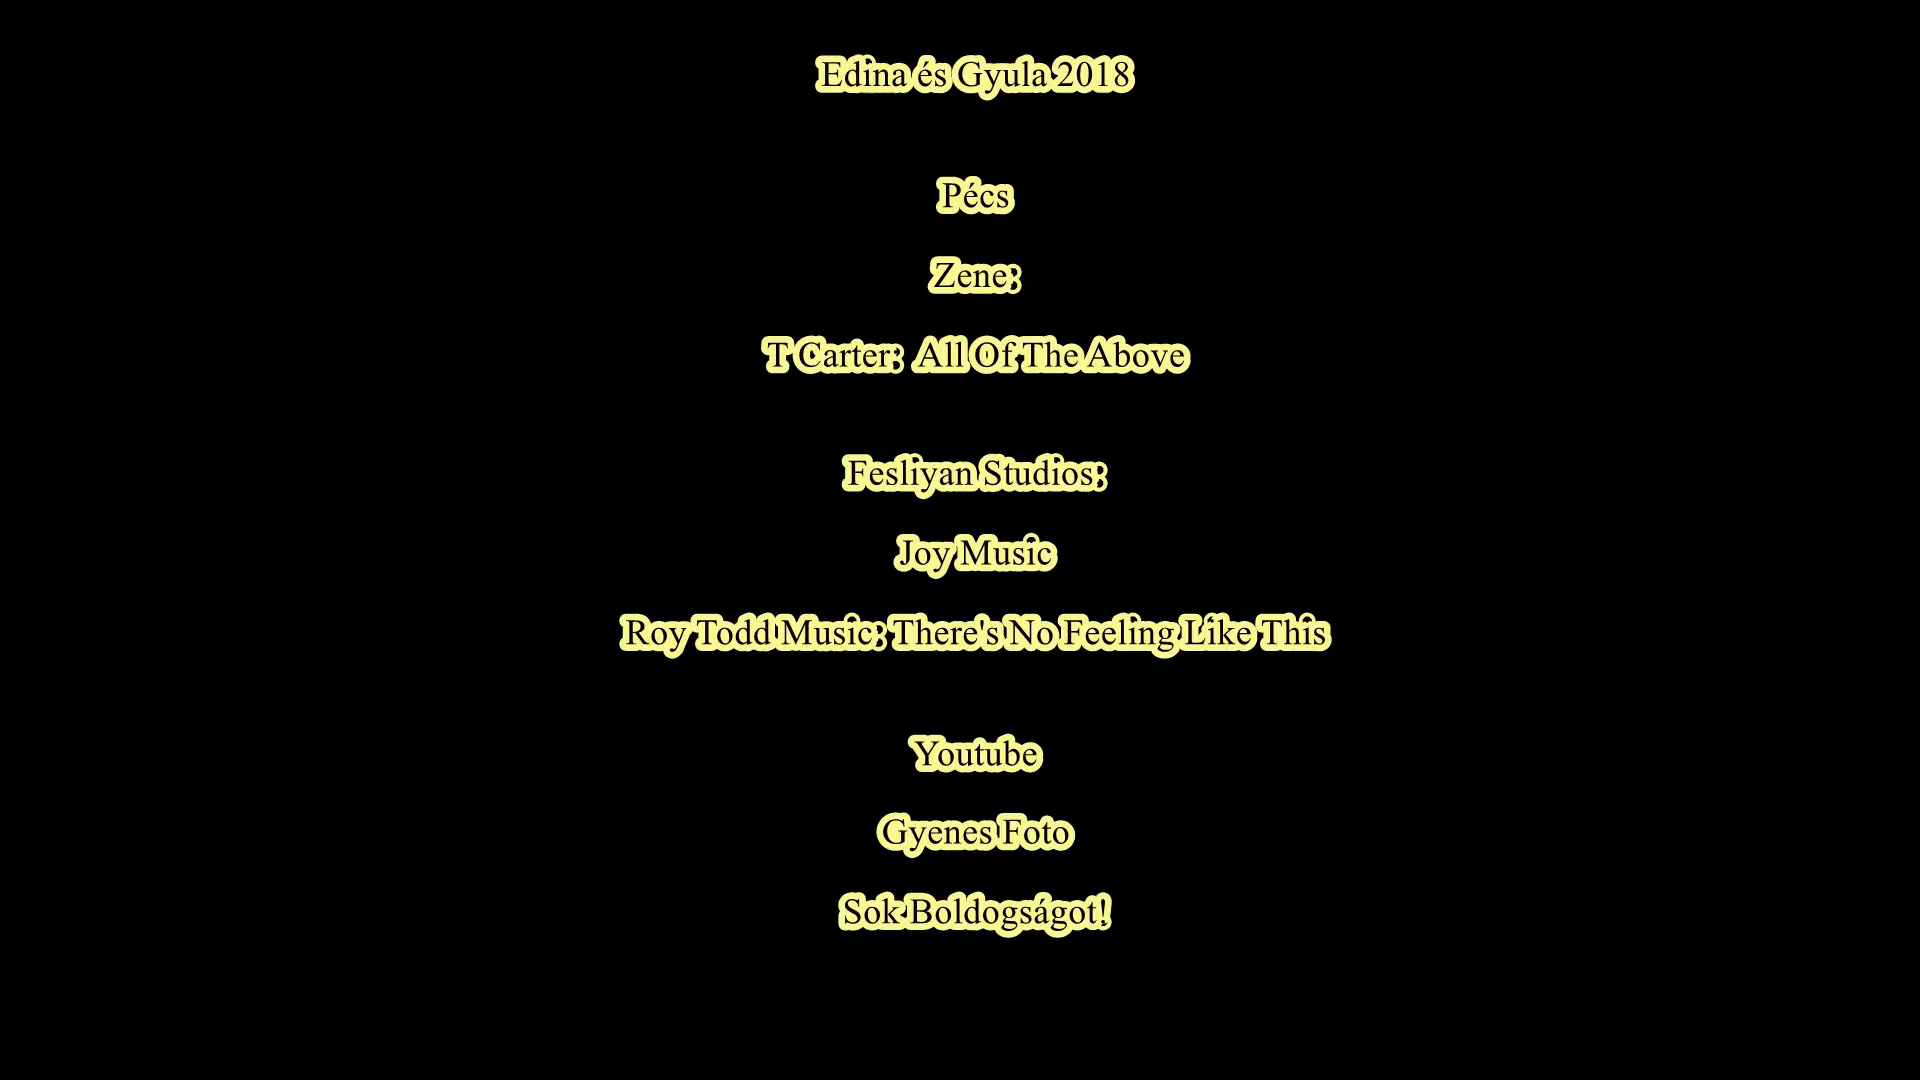 Edina és Gyula 2018
Pécs
Zene:
T Carter: All Of The Above
Fesliyan Studios:
Joy Music
Roy Todd Music: There's No Feeling Like This
Youtube
Gyenes Foto
Sok Boldogságot!